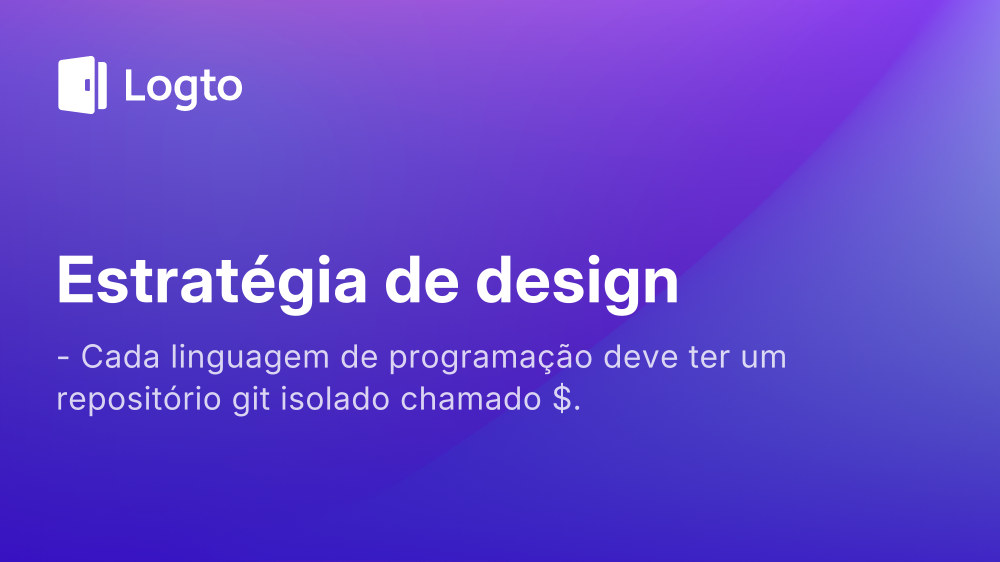 Logto
Estratégia de design
- Cada linguagem de programação deve ter um
repositório git isolado chamado $.